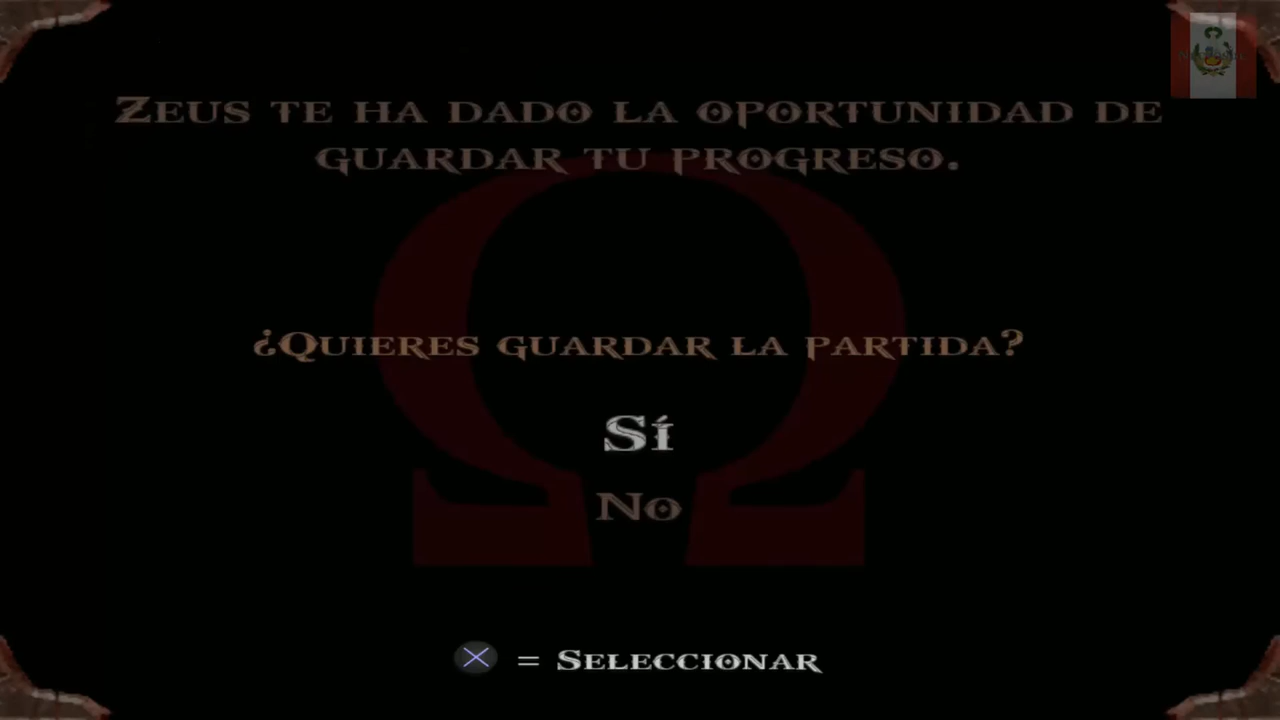 Zeus te ha dado la oportunidad de
guardar tu progreso.
¿Quieres guardar la partida?
Sí
No
= Seleccionar